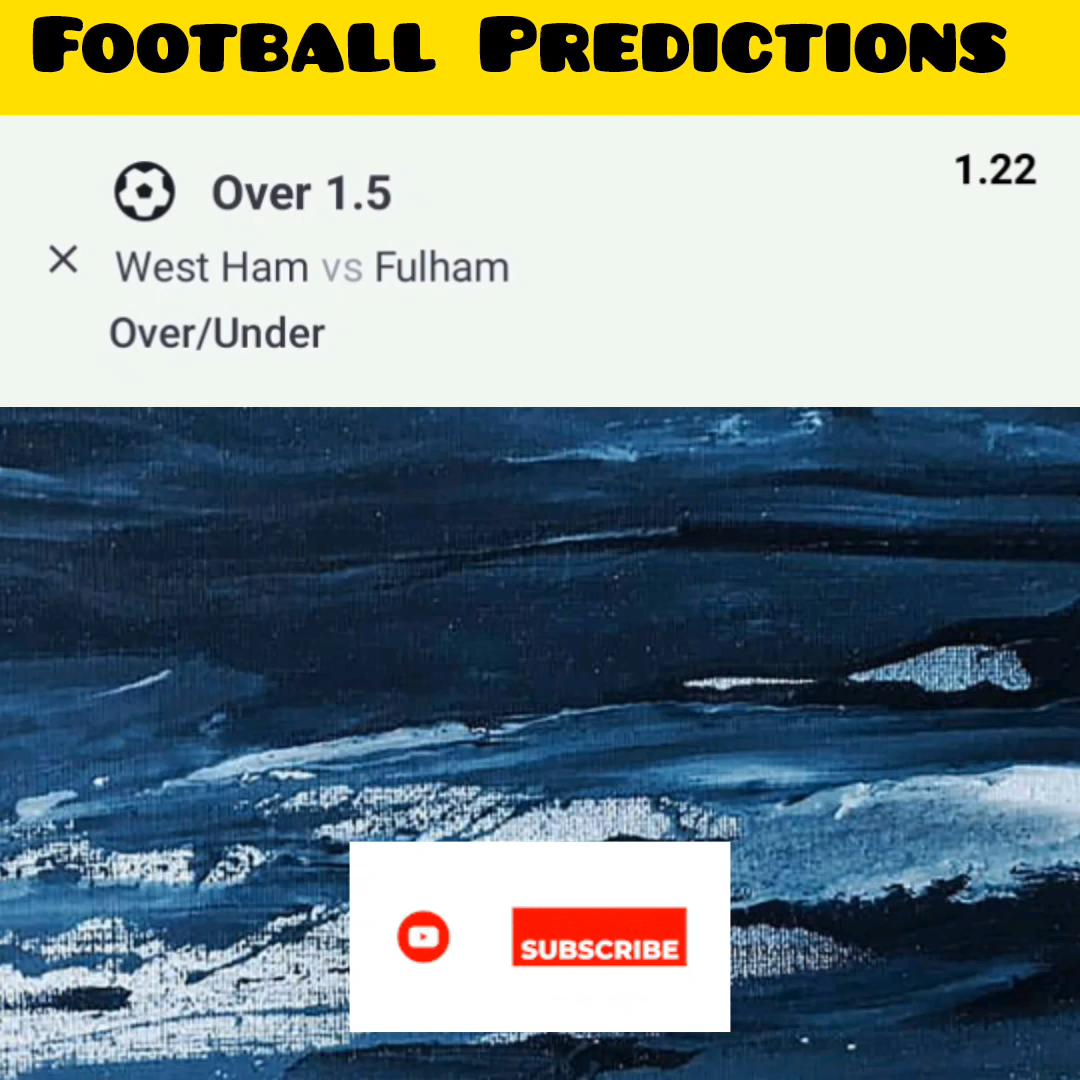 Football Predictions
Over 1.5
1.22
West Ham vs Fulham
Over/Under
SUBSCRIBE